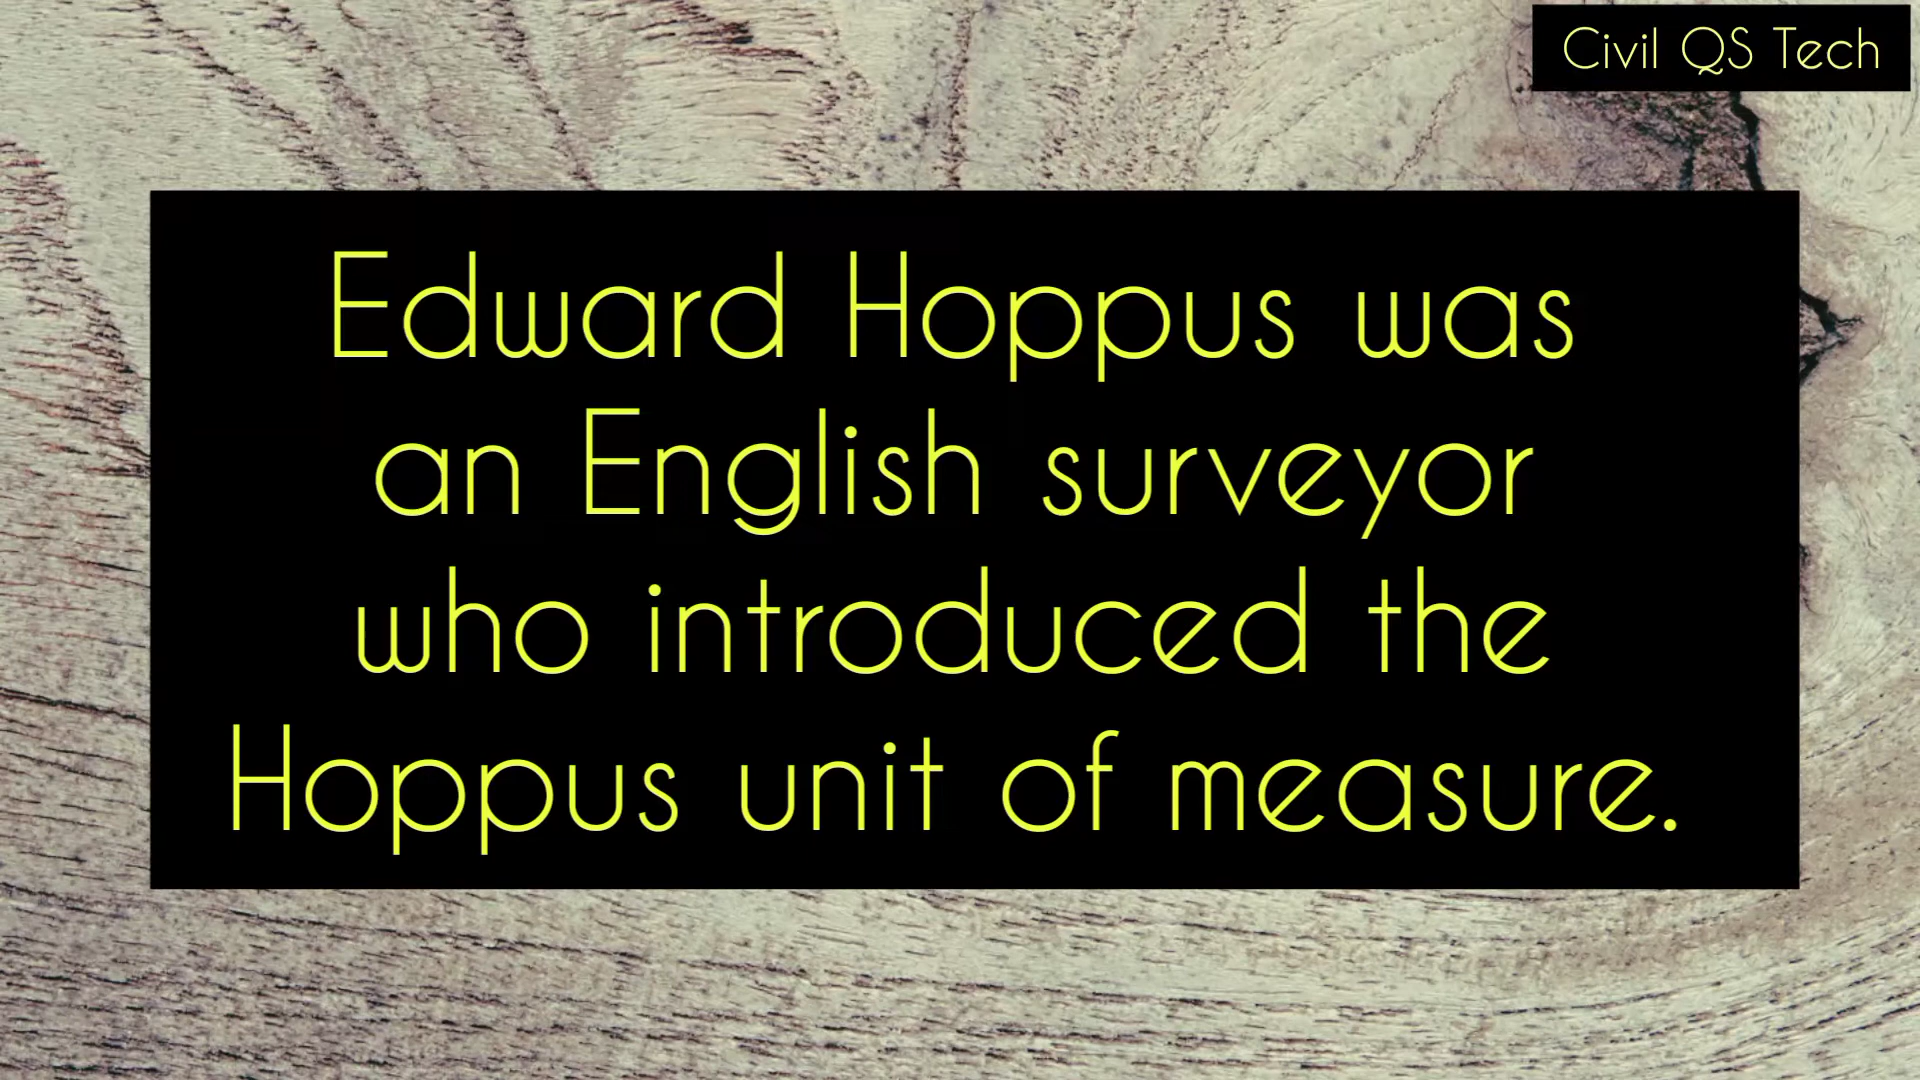 Civil QS Tech
Edward Hoppus was
an English surveyor
who introduced the
Hoppus unit of measure.